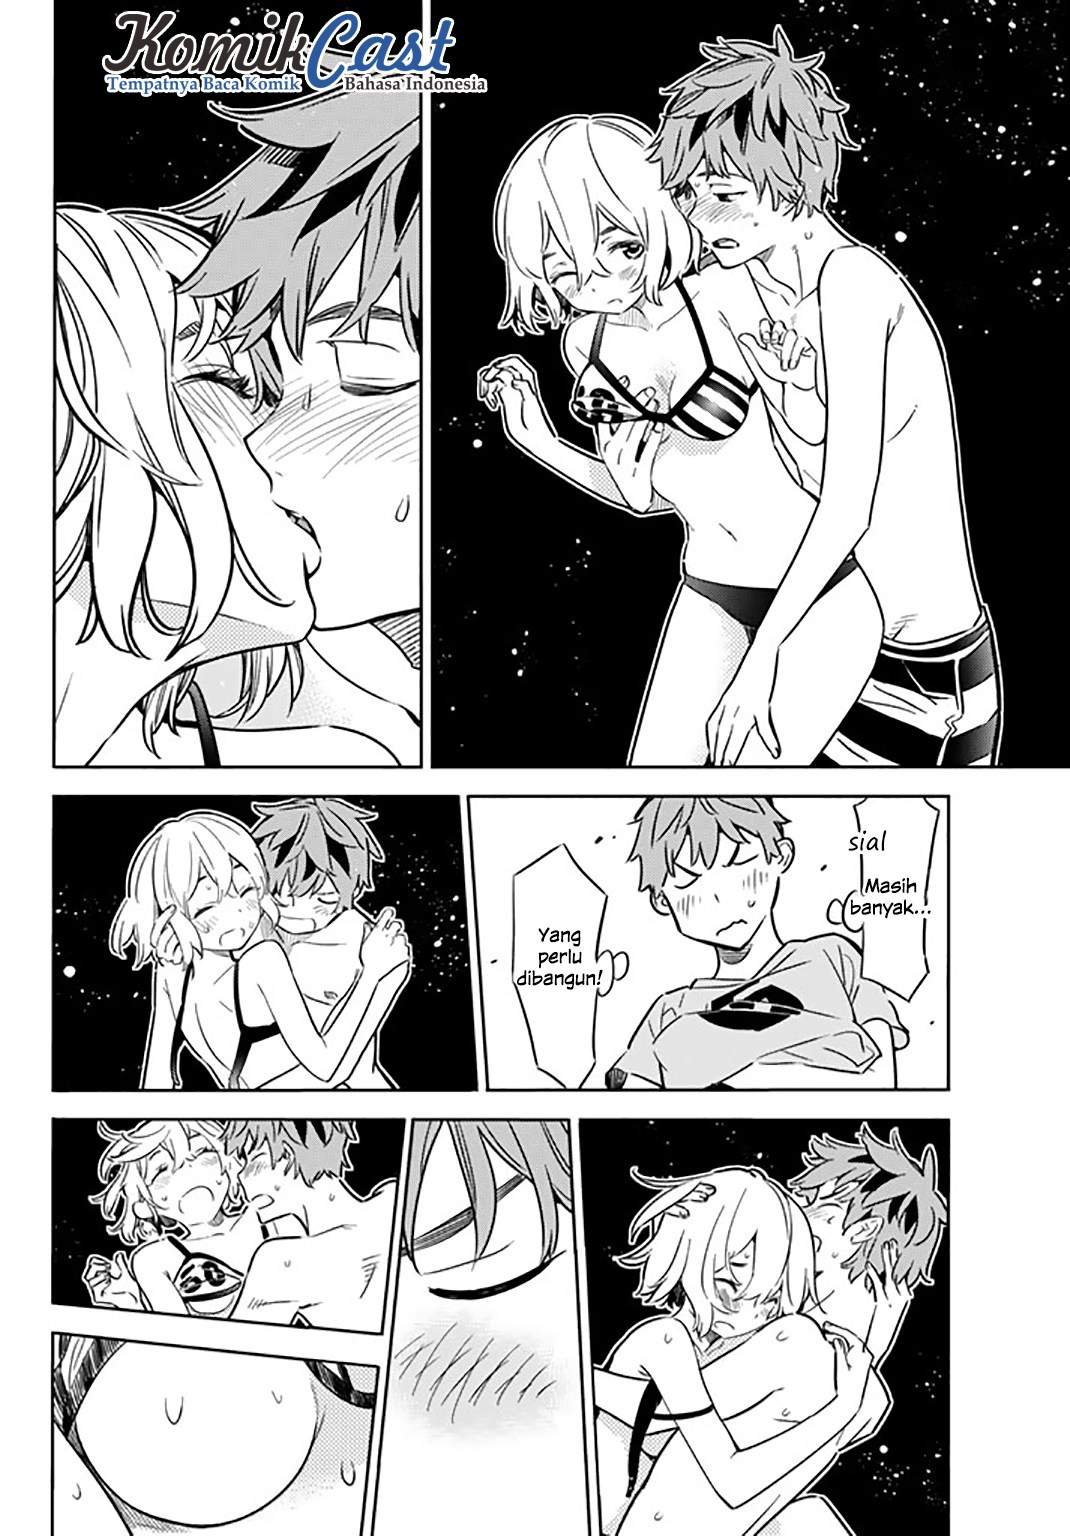 KomikCast
Tempatnya Baca Komik Bahasa Indonesia
sial
Masih
banyak...
Yang
perlu
dibangun!